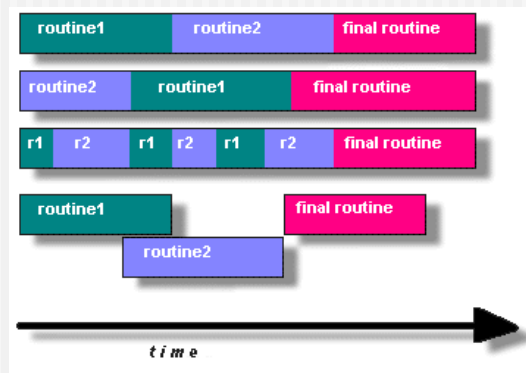 routine1 routine2 final routine
routine2 routine1 final routine
r1 r2 r1 r2 r1 r2 final routine
routine1 final routine
routine2
time